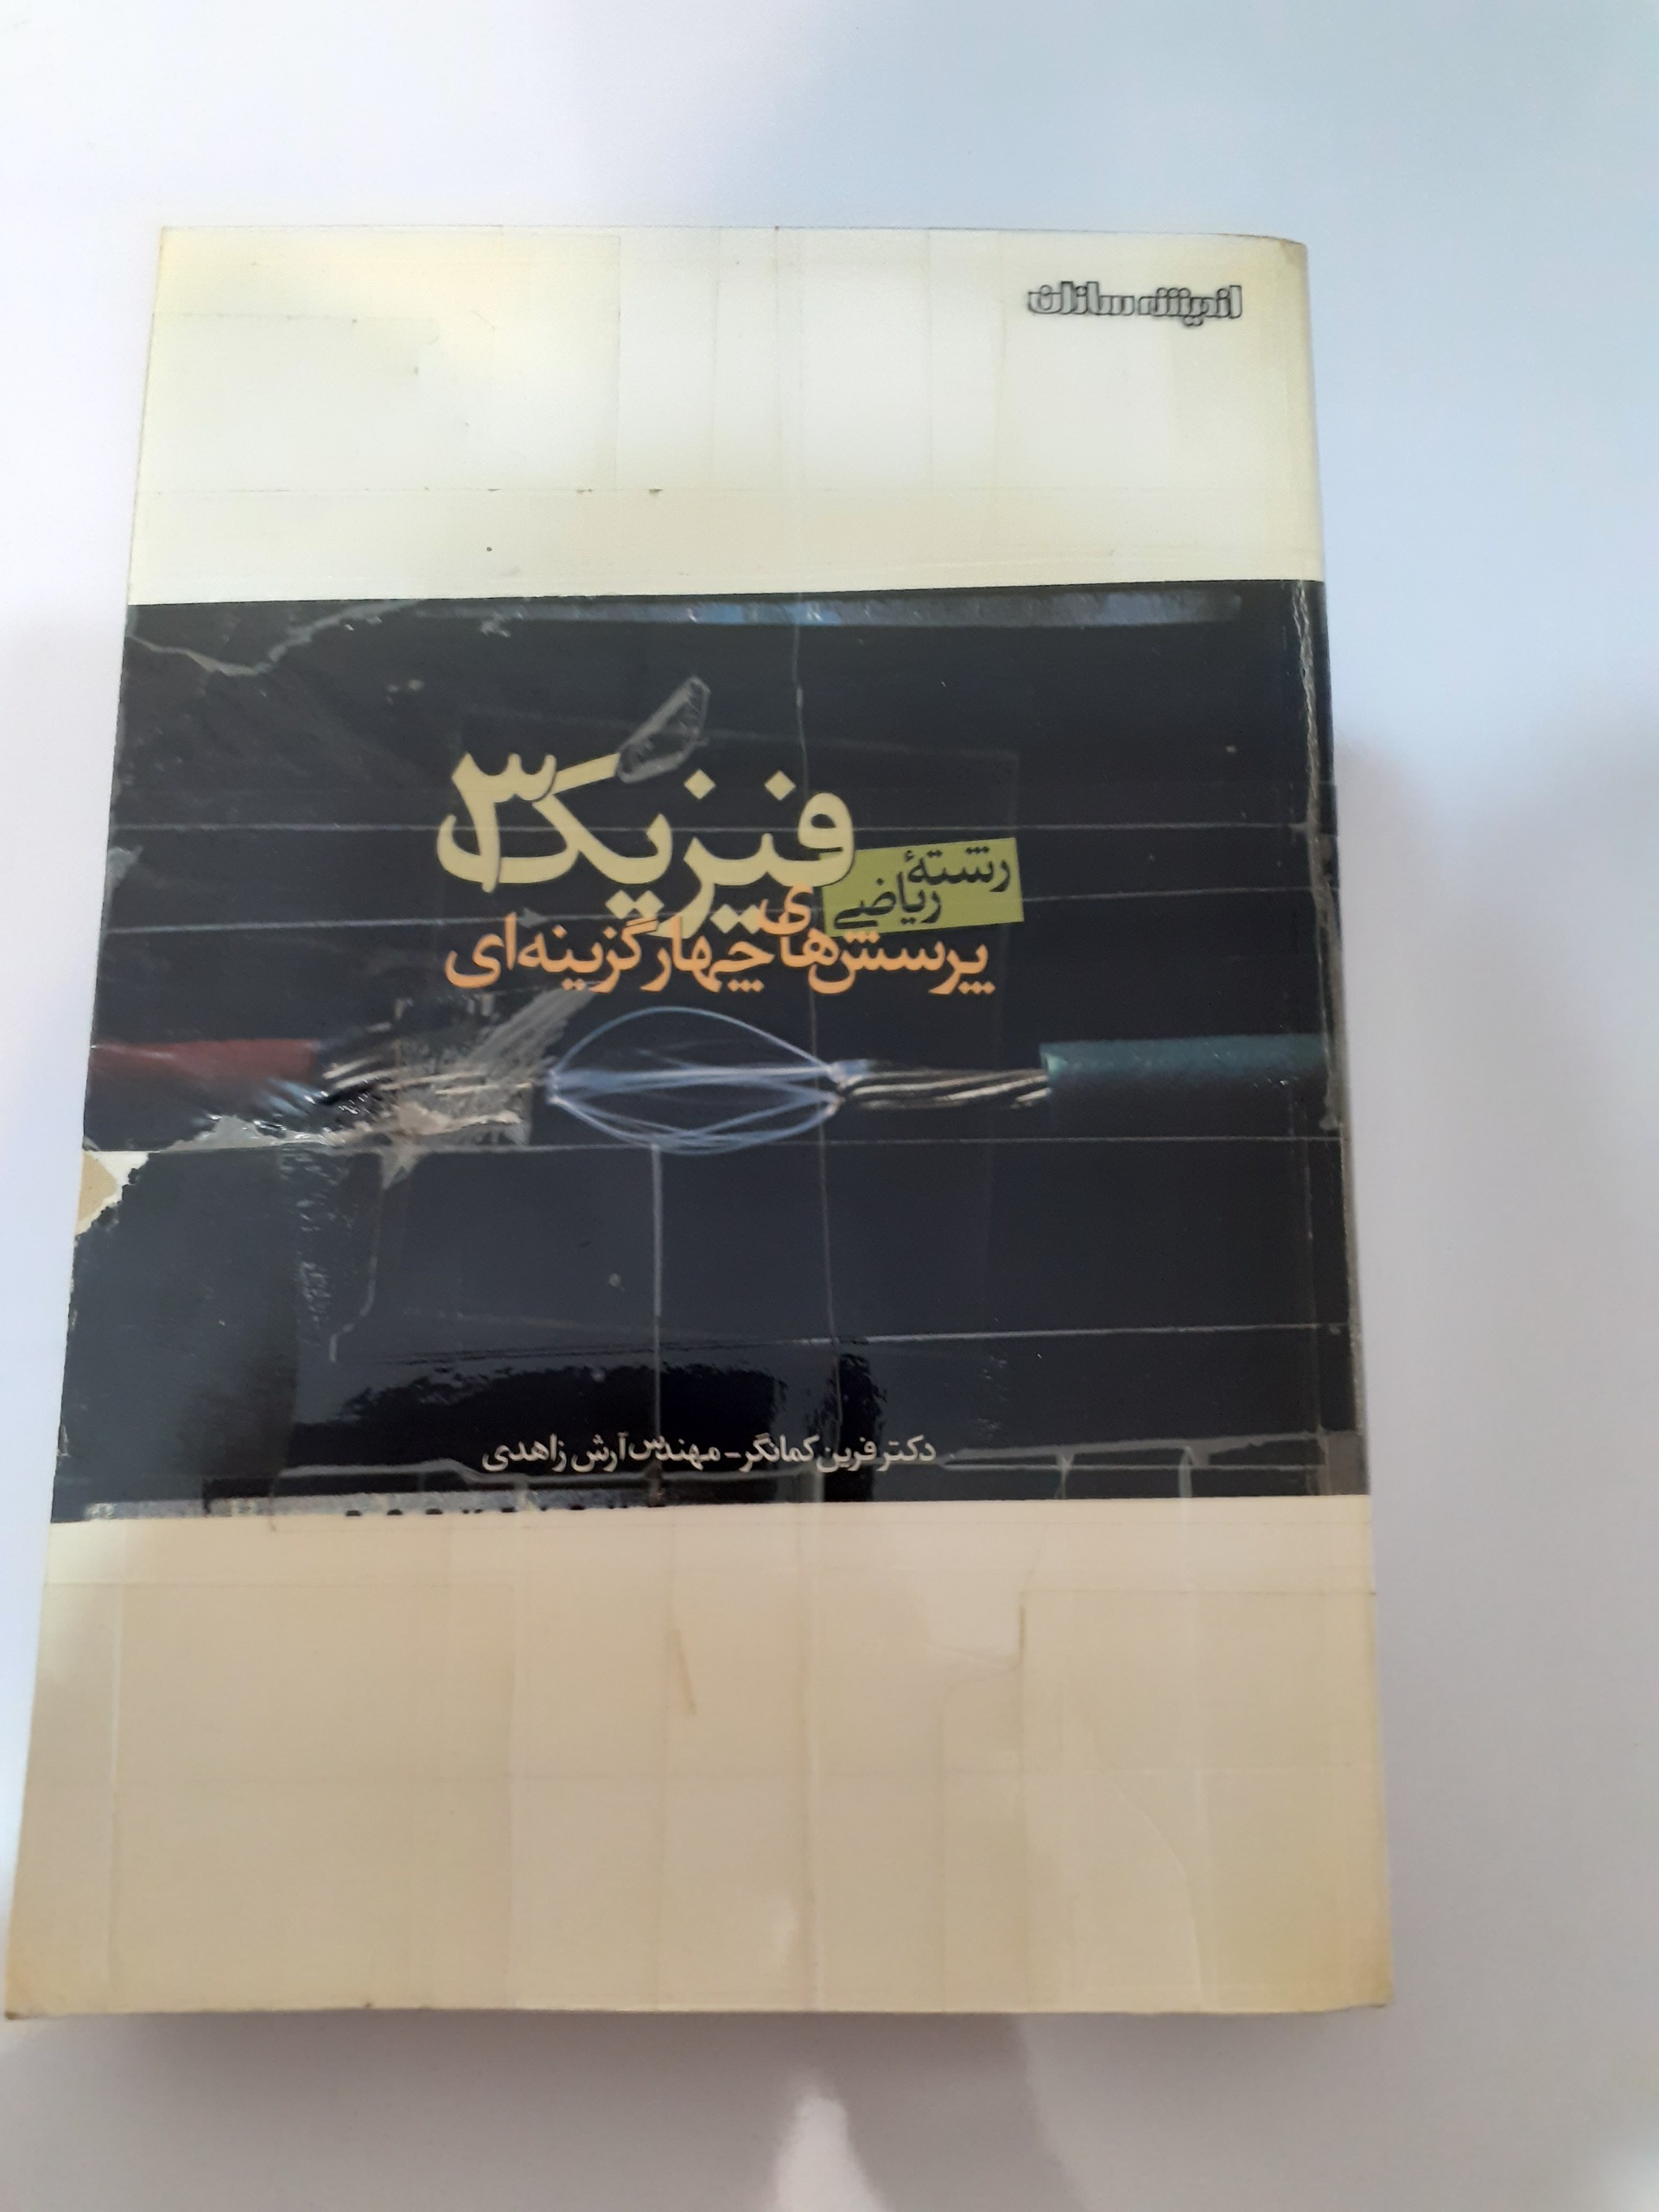 اندیشه سازان
فیزیک ۳
رشتهٔ
ریاضی
پرسش‌های چهارگزینه‌ای
دکتر فرین کمانگر - مهندس آرش زاهدی